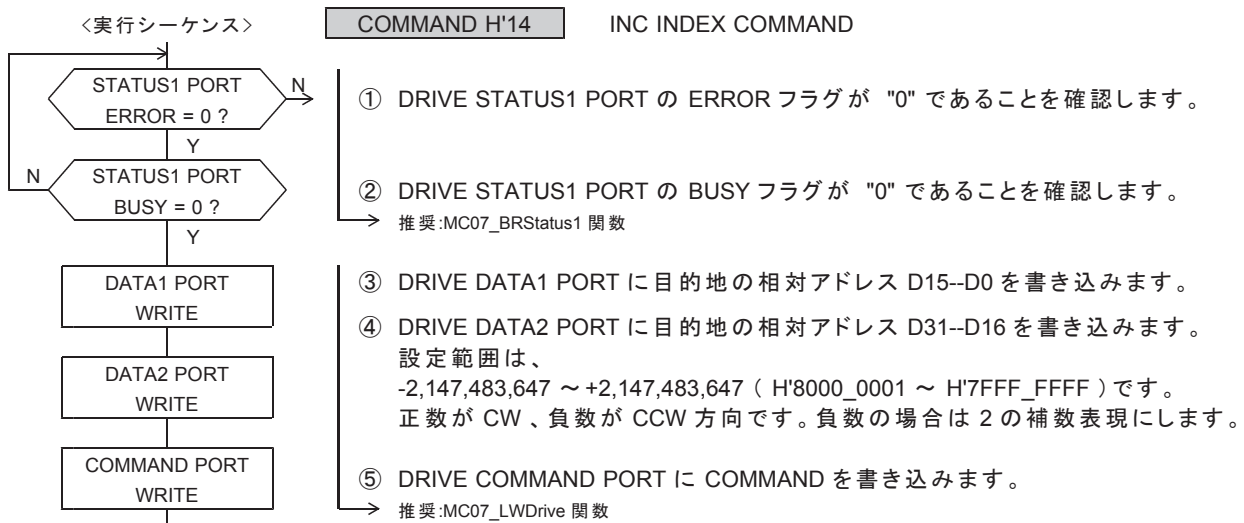 <実行シーケンス>
COMMAND H'14 INC INDEX COMMAND
STATUS1 PORT
ERROR = 0 ?
N
Y
① DRIVE STATUS1 PORT の ERROR フラグが "0" であることを確認します。
STATUS1 PORT
BUSY = 0 ?
N
Y
② DRIVE STATUS1 PORT の BUSY フラグが "0" であることを確認します。
推奨:MC07_BRStatus1 関数
DATA1 PORT
WRITE
③ DRIVE DATA1 PORT に目的地の相対アドレス D15--D0 を書き込みます。
DATA2 PORT
WRITE
④ DRIVE DATA2 PORT に目的地の相対アドレス D31--D16 を書き込みます。
設定範囲は、
-2,147,483,647 ～ +2,147,483,647 ( H'8000_0001 ～ H'7FFF_FFFF ) です。
正数が CW 、負数が CCW 方向です。負数の場合は 2 の補数表現にします。
COMMAND PORT
WRITE
⑤ DRIVE COMMAND PORT に COMMAND を書き込みます。
推奨:MC07_LWDrive 関数